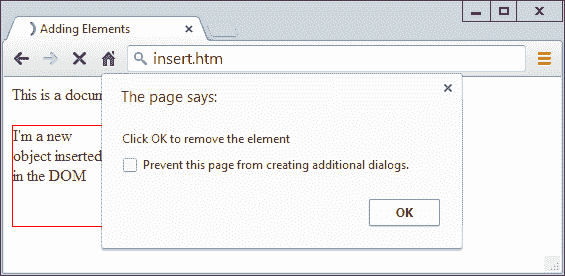 Adding Elements
insert.htm
This is a docum
The page says:
I'm a new
object inserted
in the DOM
Click OK to remove the element
Prevent this page from creating additional dialogs.
OK